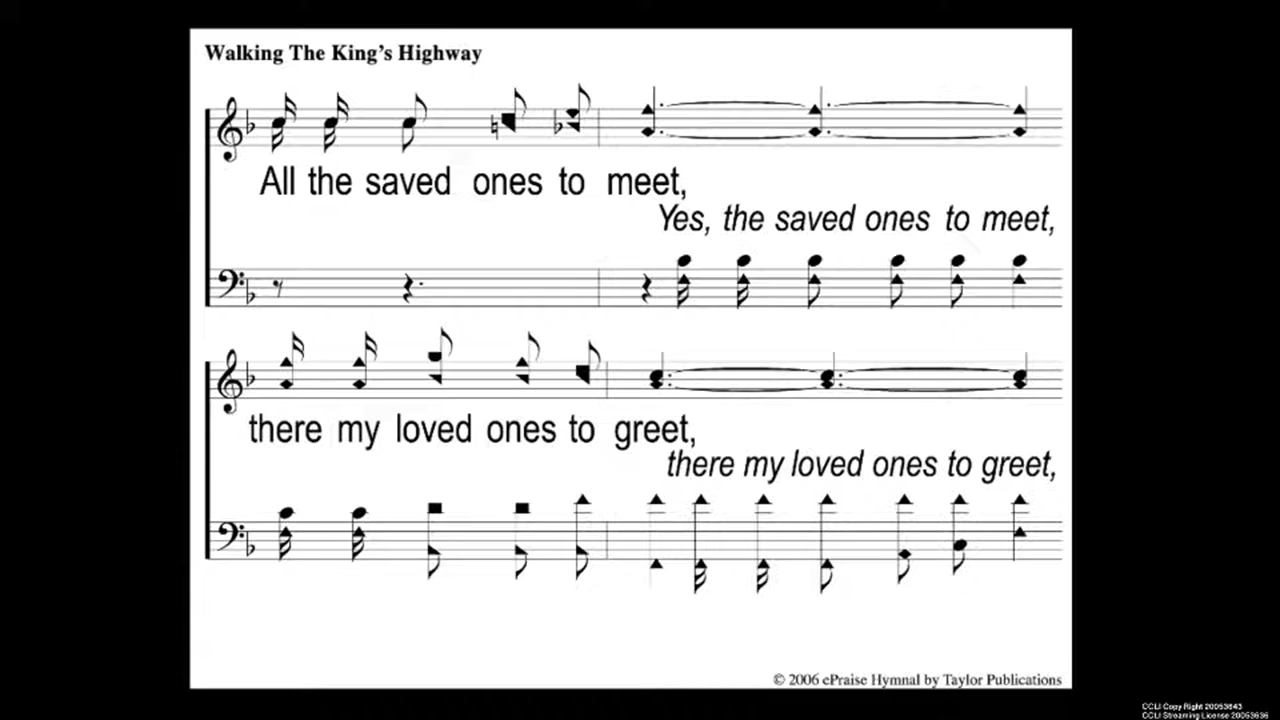 Walking The King's Highway
All the saved ones to meet,
Yes, the saved ones to meet,
there my loved ones to greet,
there my loved ones to greet,
© 2006 ePraise Hymnal by Taylor Publications
CCLI Copy Right 20053643
CCLI Streaming License 20053636